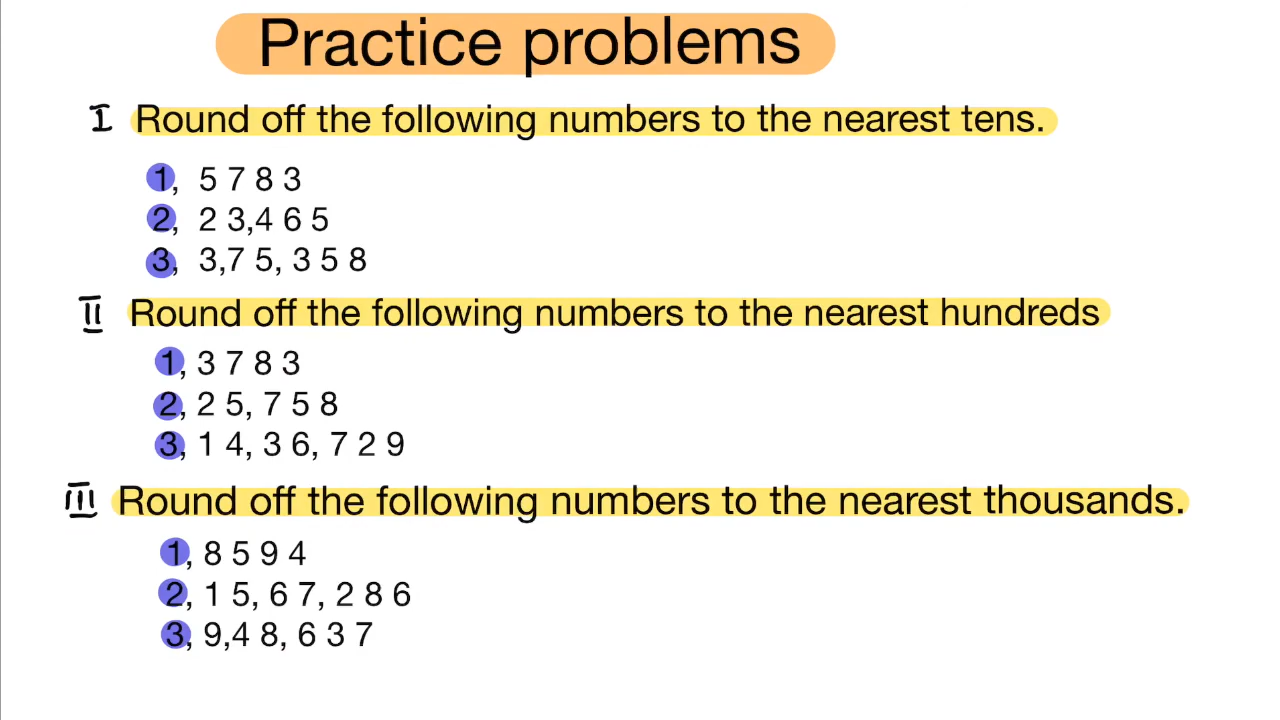 Practice problems
I Round off the following numbers to the nearest tens.
1, 5 7 8 3
2, 2 3,4 6 5
3, 3,7 5, 3 5 8
II Round off the following numbers to the nearest hundreds
1, 3 7 8 3
2, 2 5, 7 5 8
3, 1 4, 3 6, 7 2 9
III Round off the following numbers to the nearest thousands.
1, 8 5 9 4
2, 1 5, 6 7, 2 8 6
3, 9,4 8, 6 3 7